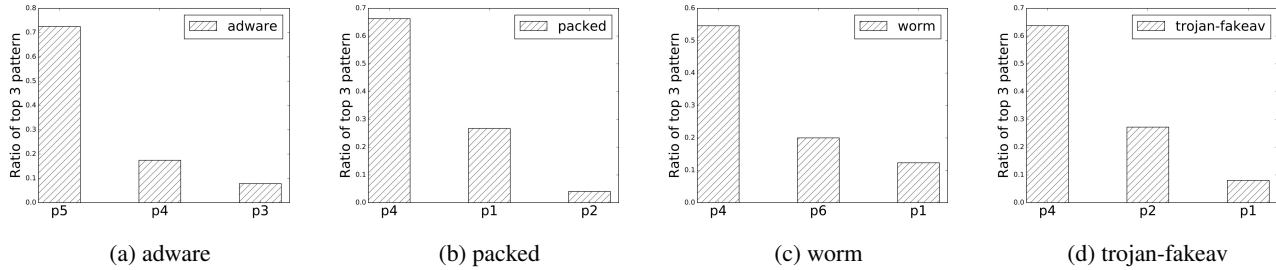 Ratio of top 3 pattern
0.8
0.7
0.6
0.5
0.4
0.3
0.2
0.1
0.0
adware
p5 p4 p3
(a) adware
Ratio of top 3 pattern
0.7
0.6
0.5
0.4
0.3
0.2
0.1
0.0
packed
p4 p1 p2
(b) packed
Ratio of top 3 pattern
0.6
0.5
0.4
0.3
0.2
0.1
0.0
worm
p4 p6 p1
(c) worm
Ratio of top 3 pattern
0.7
0.6
0.5
0.4
0.3
0.2
0.1
0.0
trojan-fakeav
p4 p2 p1
(d) trojan-fakeav